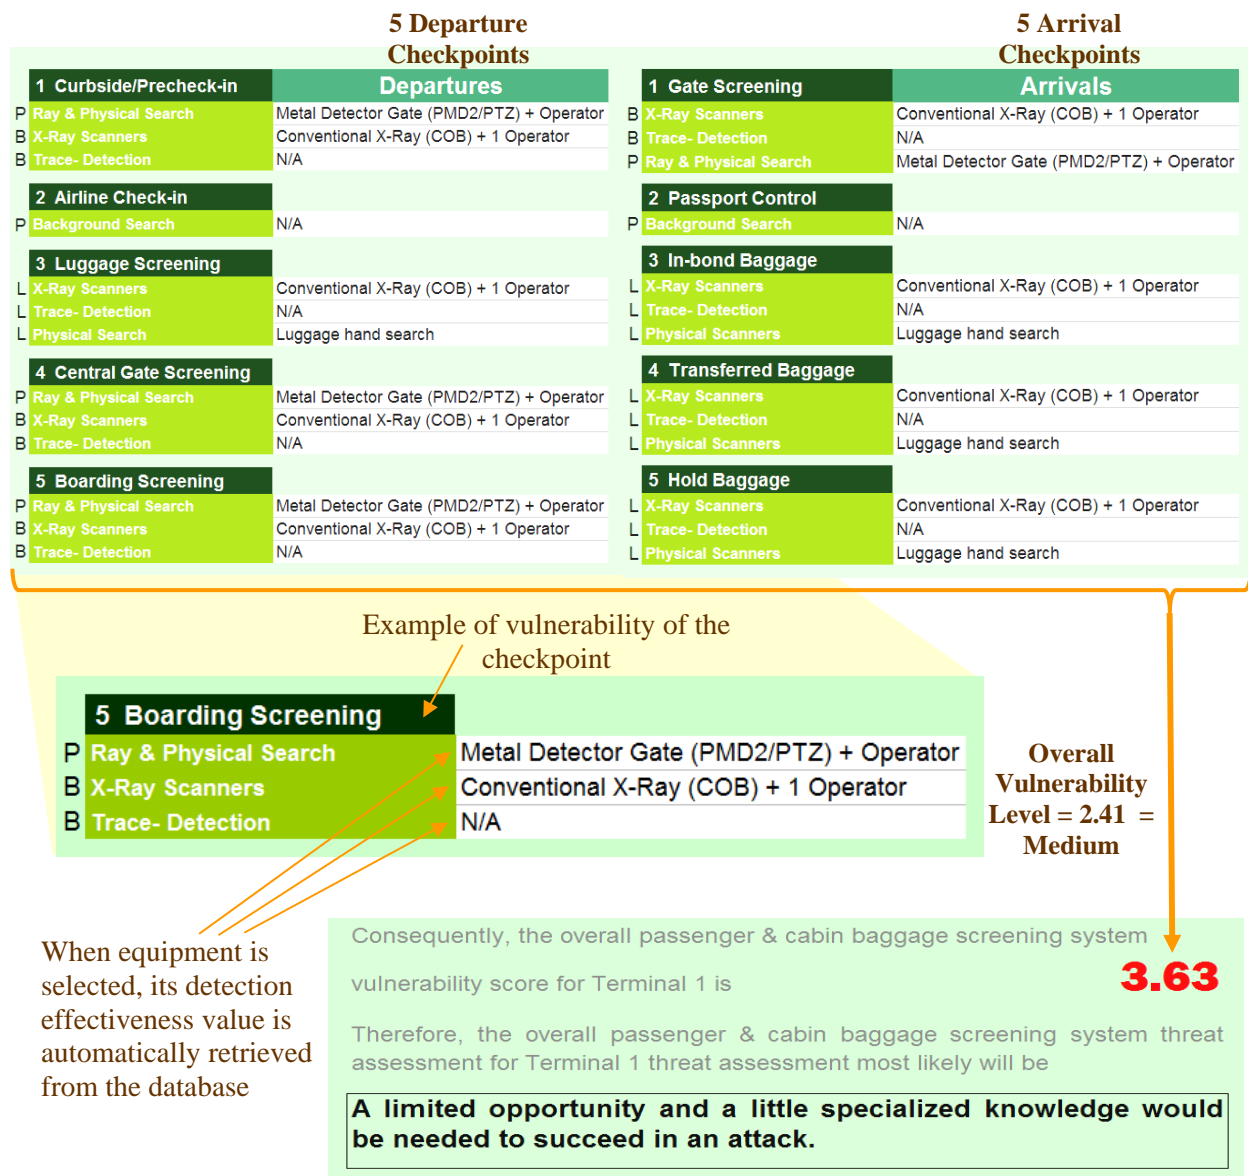 5 Departure
Checkpoints
5 Arrival
Checkpoints
1 Curbside/Precheck-in
Departures
P Ray & Physical Search Metal Detector Gate (PMD2/PTZ) + Operator
B X-Ray Scanners Conventional X-Ray (COB) + 1 Operator
B Trace- Detection N/A
2 Airline Check-in
P Background Search N/A
3 Luggage Screening
L X-Ray Scanners Conventional X-Ray (COB) + 1 Operator
L Trace- Detection N/A
L Physical Search Luggage hand search
4 Central Gate Screening
P Ray & Physical Search Metal Detector Gate (PMD2/PTZ) + Operator
B X-Ray Scanners Conventional X-Ray (COB) + 1 Operator
B Trace- Detection N/A
5 Boarding Screening
P Ray & Physical Search Metal Detector Gate (PMD2/PTZ) + Operator
B X-Ray Scanners Conventional X-Ray (COB) + 1 Operator
B Trace- Detection N/A
1 Gate Screening
Arrivals
B X-Ray Scanners Conventional X-Ray (COB) + 1 Operator
B Trace- Detection N/A
P Ray & Physical Search Metal Detector Gate (PMD2/PTZ) + Operator
2 Passport Control
P Background Search N/A
3 In-bond Baggage
L X-Ray Scanners Conventional X-Ray (COB) + 1 Operator
L Trace- Detection N/A
L Physical Scanners Luggage hand search
4 Transferred Baggage
L X-Ray Scanners Conventional X-Ray (COB) + 1 Operator
L Trace- Detection N/A
L Physical Scanners Luggage hand search
5 Hold Baggage
L X-Ray Scanners Conventional X-Ray (COB) + 1 Operator
L Trace- Detection N/A
L Physical Scanners Luggage hand search
Example of vulnerability of the
checkpoint
5 Boarding Screening
P Ray & Physical Search Metal Detector Gate (PMD2/PTZ) + Operator
B X-Ray Scanners Conventional X-Ray (COB) + 1 Operator
B Trace- Detection N/A
Overall
Vulnerability
Level = 2.41 =
Medium
When equipment is
selected, its detection
effectiveness value is
automatically retrieved
from the database
Consequently, the overall passenger & cabin baggage screening system
vulnerability score for Terminal 1 is 3.63
Therefore, the overall passenger & cabin baggage screening system threat
assessment for Terminal 1 threat assessment most likely will be
A limited opportunity and a little specialized knowledge would
be needed to succeed in an attack.